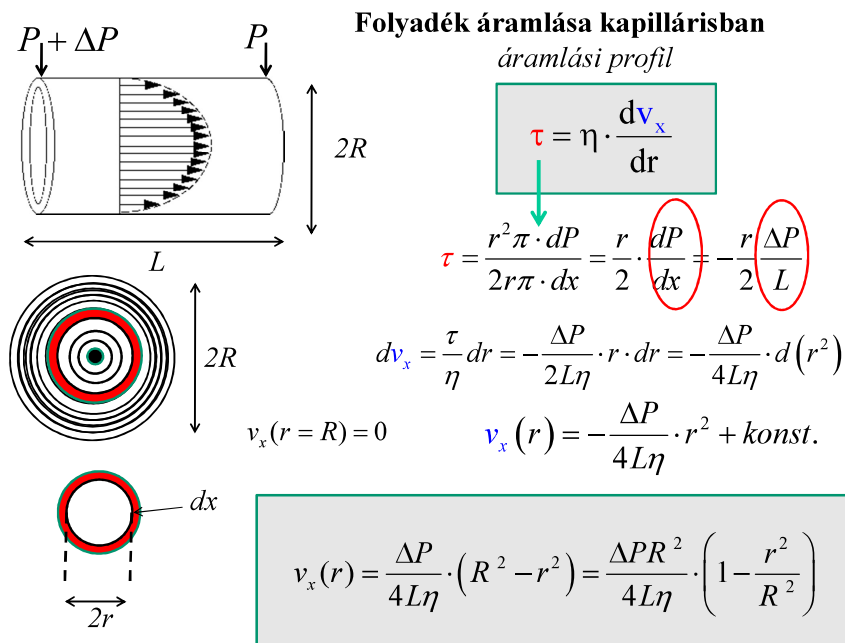 Folyadék áramlása kapillárisban
áramlási profil
P + ΔP
P
2R
L
τ = η · dv_x/dr
τ = r²π · dP / 2rπ · dx = r/2 · dP/dx = − r/2 ΔP/L
2R
dv_x = τ/η dr = − ΔP/2Lη · r · dr = − ΔP/4Lη · d(r²)
v_x(r = R) = 0
v_x(r) = − ΔP/4Lη · r² + konst.
dx
2r
v_x(r) = ΔP/4Lη · (R² − r²) = ΔPR²/4Lη · (1 − r²/R²)